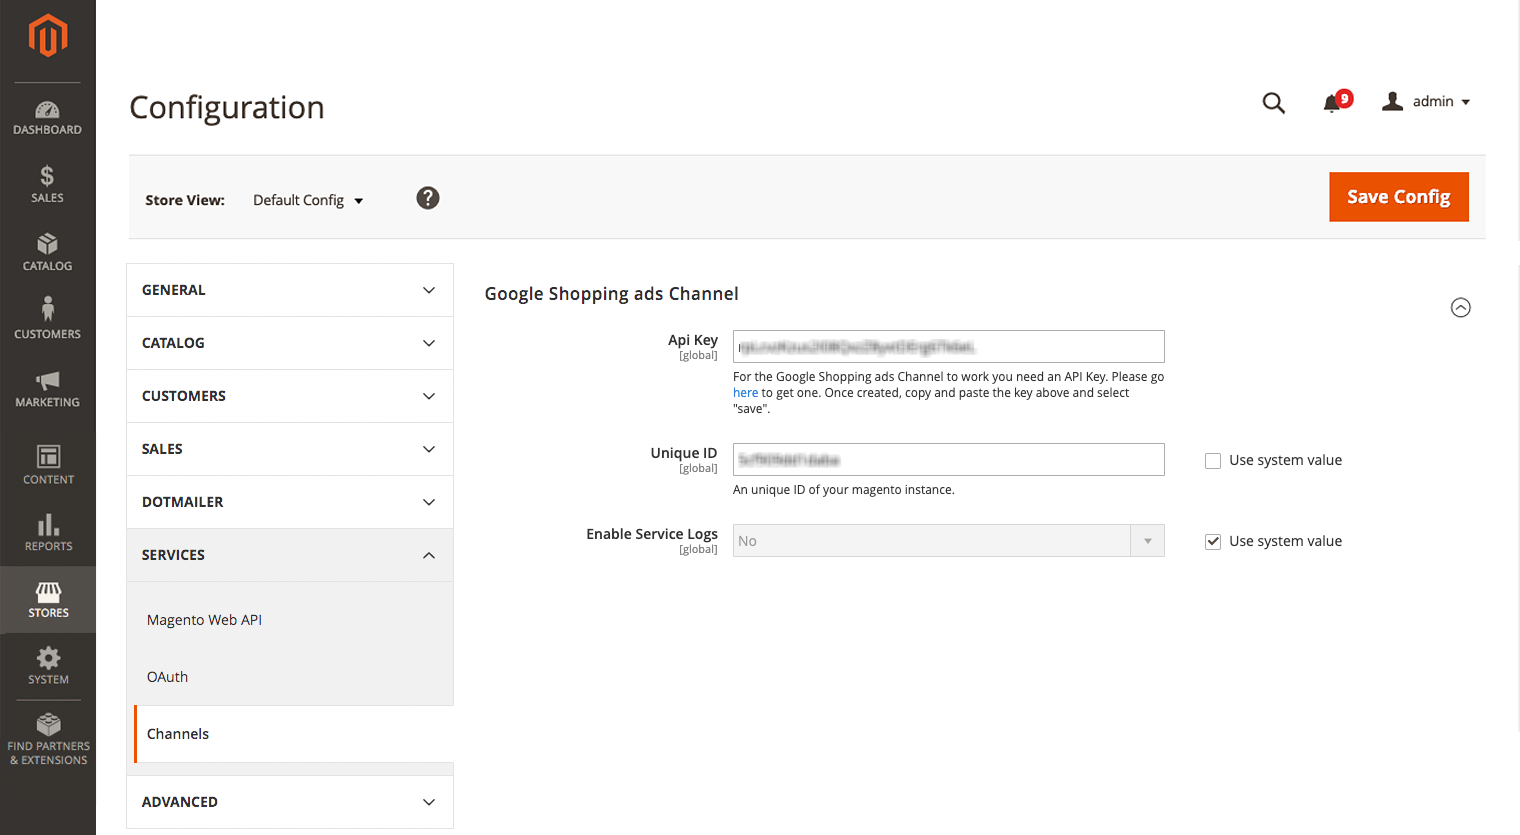 DASHBOARD
SALES
CATALOG
CUSTOMERS
MARKETING
CONTENT
REPORTS
STORES
SYSTEM
FIND PARTNERS
& EXTENSIONS
Configuration
9
admin
Store View:
Default Config
?
Save Config
GENERAL
CATALOG
CUSTOMERS
SALES
DOTMAILER
SERVICES
Magento Web API
OAuth
Channels
ADVANCED
Google Shopping ads Channel
Api Key
[global]
For the Google Shopping ads Channel to work you need an API Key. Please go
here to get one. Once created, copy and paste the key above and select
"save".
Unique ID
[global]
Use system value
An unique ID of your magento instance.
Enable Service Logs
[global]
No
Use system value